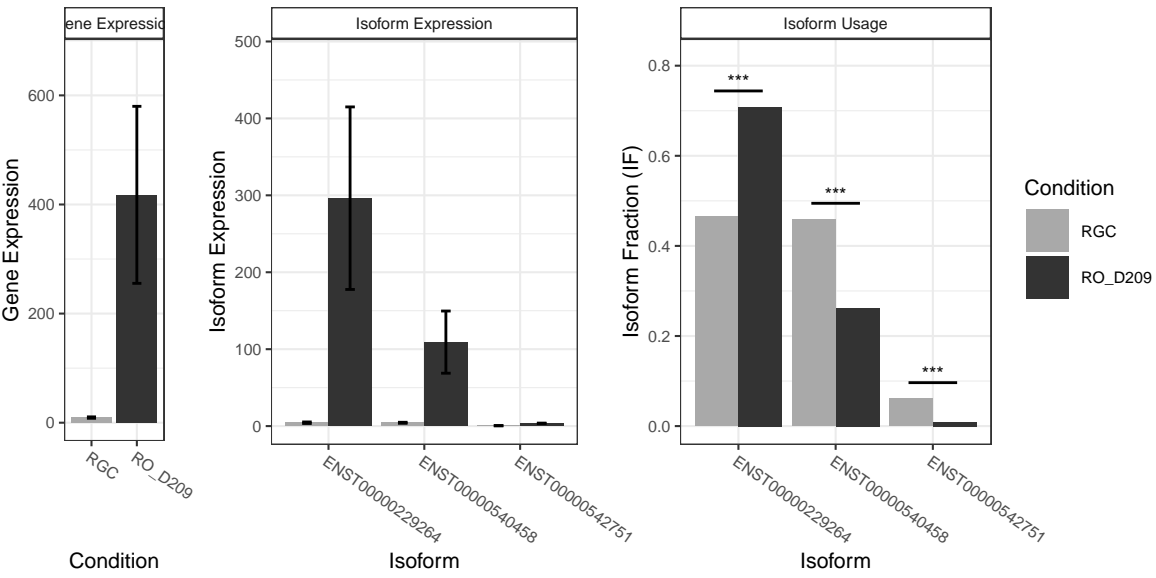 ene Expressio
Gene Expression
600
400
200
0
RGC
RO_D209
Condition
Isoform Expression
Isoform Expression
500
400
300
200
100
0
ENST00000229264
ENST00000540458
ENST00000542751
Isoform
Isoform Usage
Isoform Fraction (IF)
0.8
0.6
0.4
0.2
0.0
***
***
***
ENST00000229264
ENST00000540458
ENST00000542751
Isoform
Condition
RGC
RO_D209